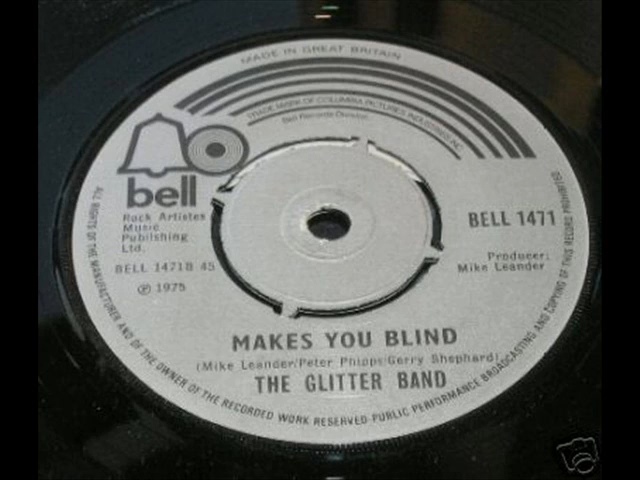 MADE IN GREAT BRITAIN
TRADE MARK OF COLUMBIA PICTURES INDUSTRIES INC
Bell Records Division
bell
Rock Artistes
Music
Publishing
Ltd.
BELL 1471
BELL 1471B 45
Producer:
Mike Leander
℗ 1975
MAKES YOU BLIND
(Mike Leander/Peter Phipps/Gerry Shephard)
THE GLITTER BAND
ALL RIGHTS OF THE MANUFACTURER AND OF THE OWNER OF THE RECORDED WORK RESERVED·PUBLIC PERFORMANCE BROADCASTING AND COPYING OF THIS RECORD PROHIBITED